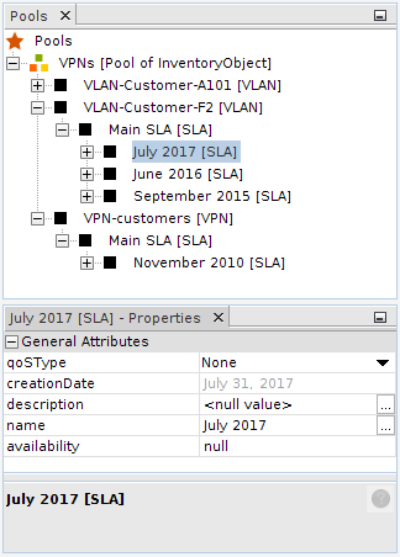 Pools
Pools
VPNs [Pool of InventoryObject]
VLAN-Customer-A101 [VLAN]
VLAN-Customer-F2 [VLAN]
Main SLA [SLA]
July 2017 [SLA]
June 2016 [SLA]
September 2015 [SLA]
VPN-customers [VPN]
Main SLA [SLA]
November 2010 [SLA]
July 2017 [SLA] - Properties
General Attributes
qoSType None
creationDate July 31, 2017
description <null value> ...
name July 2017 ...
availability null
July 2017 [SLA] ?